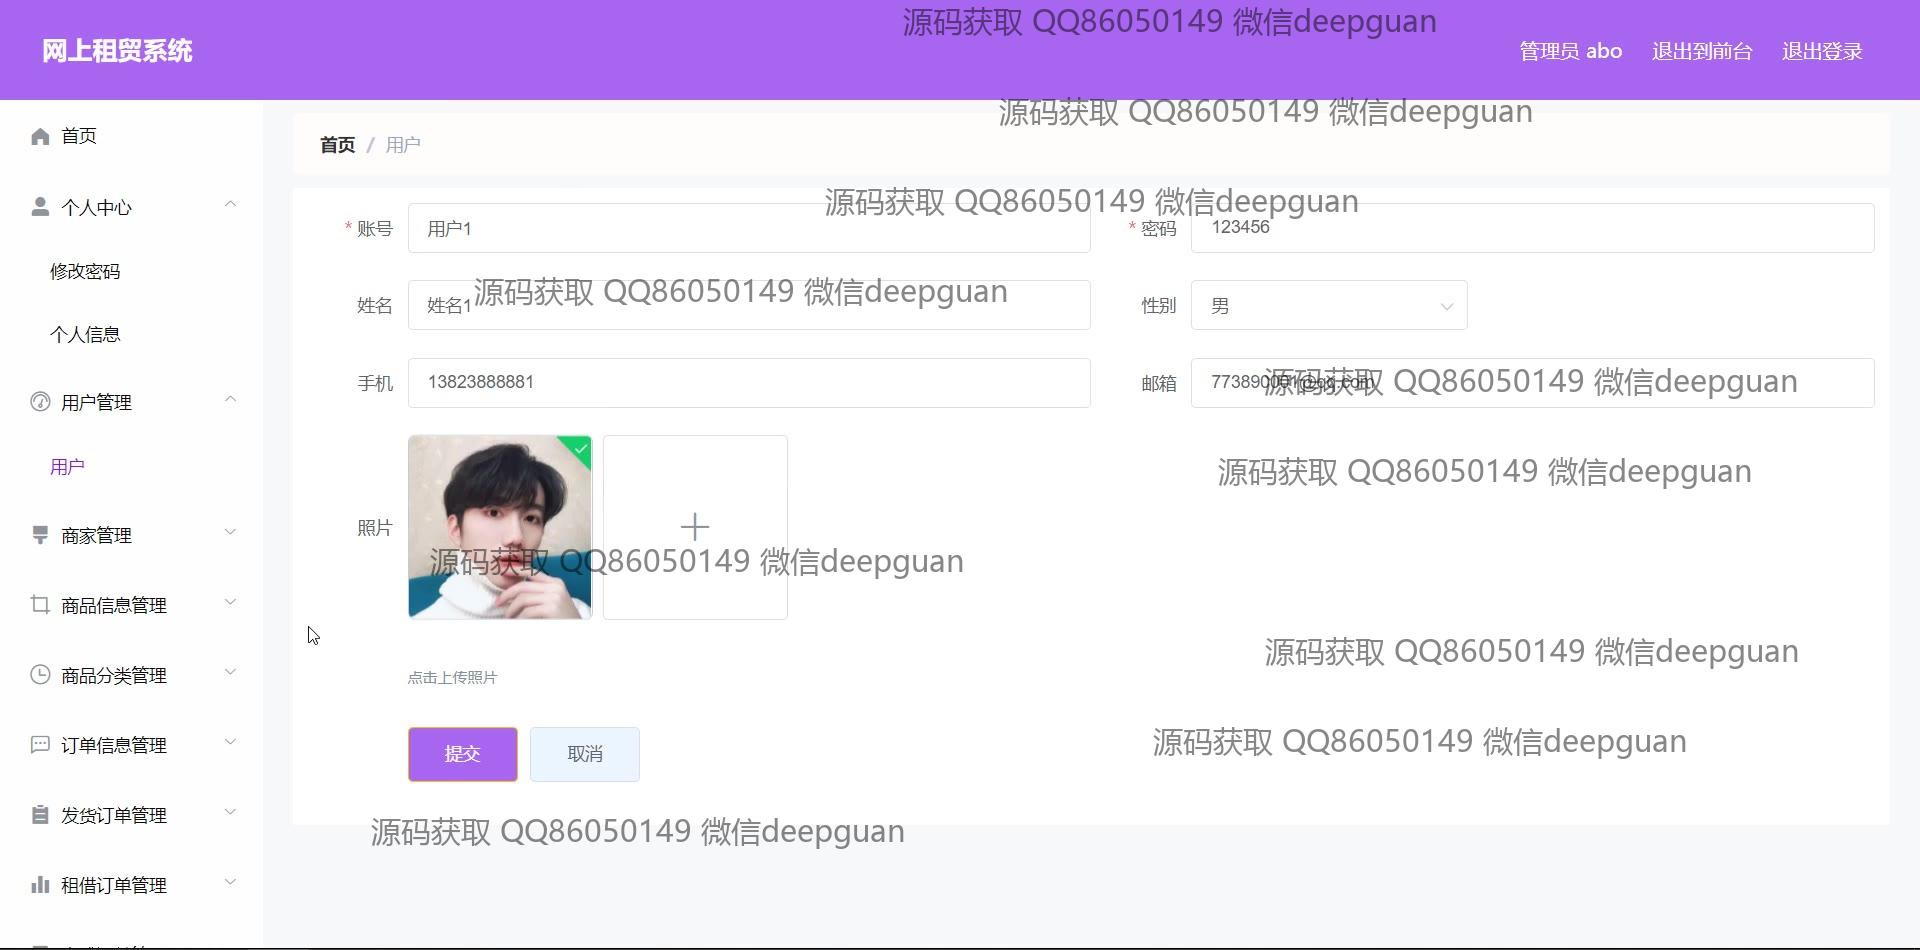 源码获取 QQ86050149 微信deepguan
网上租贸系统
管理员 abo 退出到前台 退出登录
源码获取 QQ86050149 微信deepguan
首页
首页 / 用户
源码获取 QQ86050149 微信deepguan
个人中心
* 账号 用户1
* 密码 123456
修改密码
源码获取 QQ86050149 微信deepguan
姓名 姓名1
性别 男
个人信息
手机 13823888881
邮箱 773890001@qq.com
源码获取 QQ86050149 微信deepguan
用户管理
用户
源码获取 QQ86050149 微信deepguan
照片
商家管理
源码获取 QQ86050149 微信deepguan
商品信息管理
源码获取 QQ86050149 微信deepguan
商品分类管理
点击上传照片
订单信息管理
提交 取消
源码获取 QQ86050149 微信deepguan
发货订单管理
源码获取 QQ86050149 微信deepguan
租借订单管理